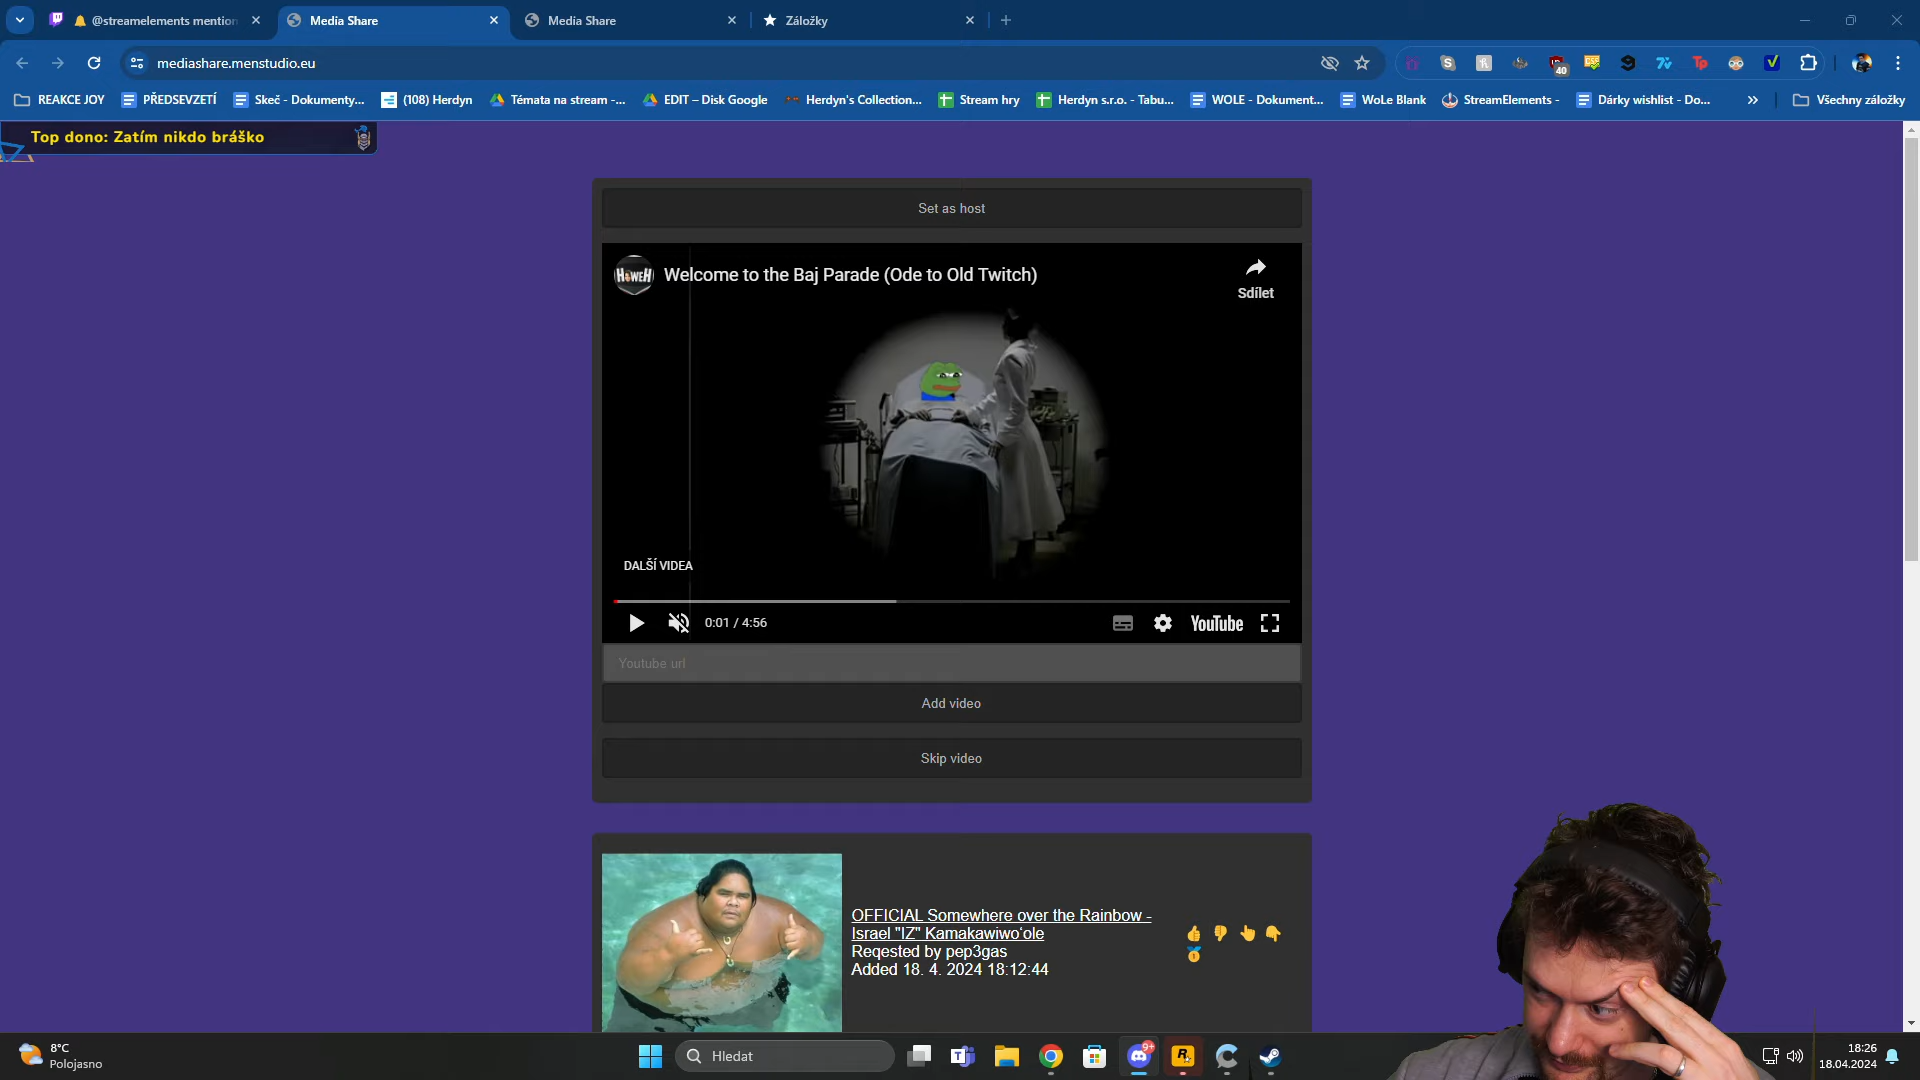 @streamelements mention
Media Share
Media Share
Záložky
mediashare.menstudio.eu
40
REAKCE JOY
PŘEDSEVZETÍ
Skeč - Dokumenty...
(108) Herdyn
Témata na stream -...
EDIT – Disk Google
Herdyn's Collection...
Stream hry
Herdyn s.r.o. - Tabu...
WOLE - Dokument...
WoLe Blank
StreamElements -
Dárky wishlist - Do...
Všechny záložky
Top dono: Zatím nikdo bráško
Set as host
HOWEH
Welcome to the Baj Parade (Ode to Old Twitch)
Sdílet
DALŠÍ VIDEA
0:01 / 4:56
YouTube
Youtube url
Add video
Skip video
OFFICIAL Somewhere over the Rainbow -
Israel "IZ" Kamakawiwoʻole
Reqested by pep3gas
Added 18. 4. 2024 18:12:44
8°C
Polojasno
Hledat
9+
18:26
18.04.2024